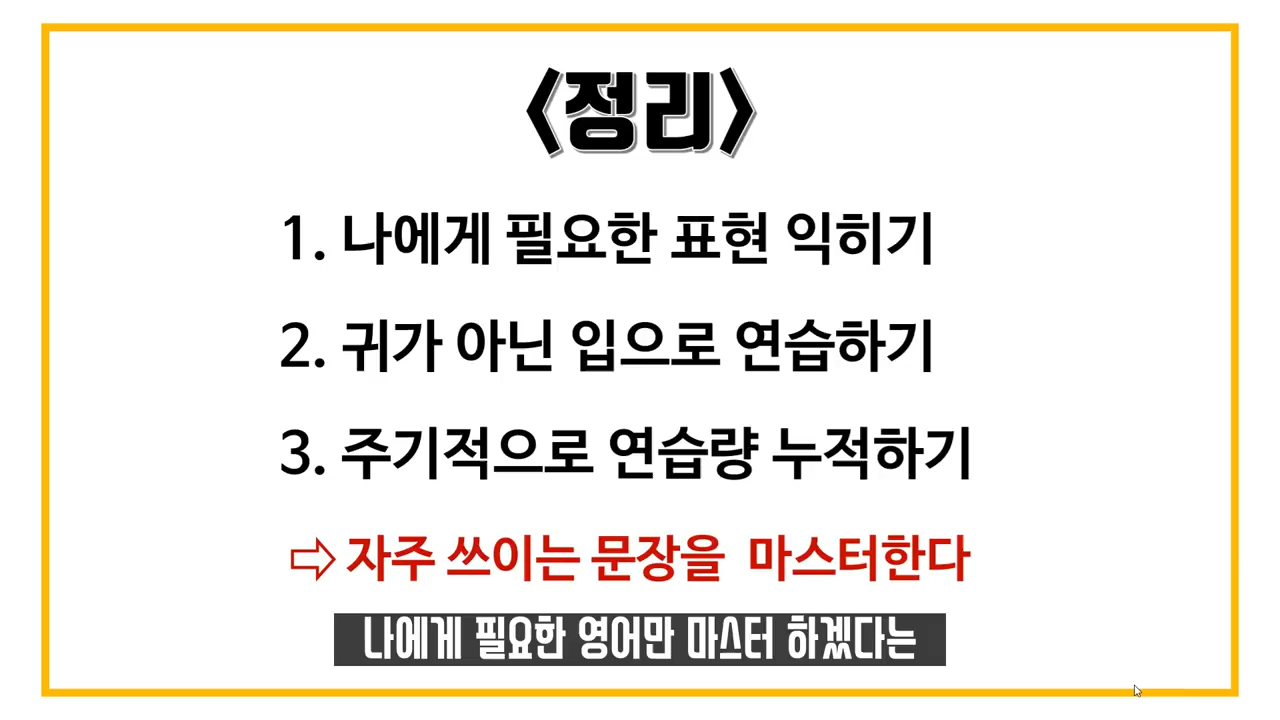 <정리>
1. 나에게 필요한 표현 익히기
2. 귀가 아닌 입으로 연습하기
3. 주기적으로 연습량 누적하기
⇨ 자주 쓰이는 문장을 마스터한다
나에게 필요한 영어만 마스터 하겠다는